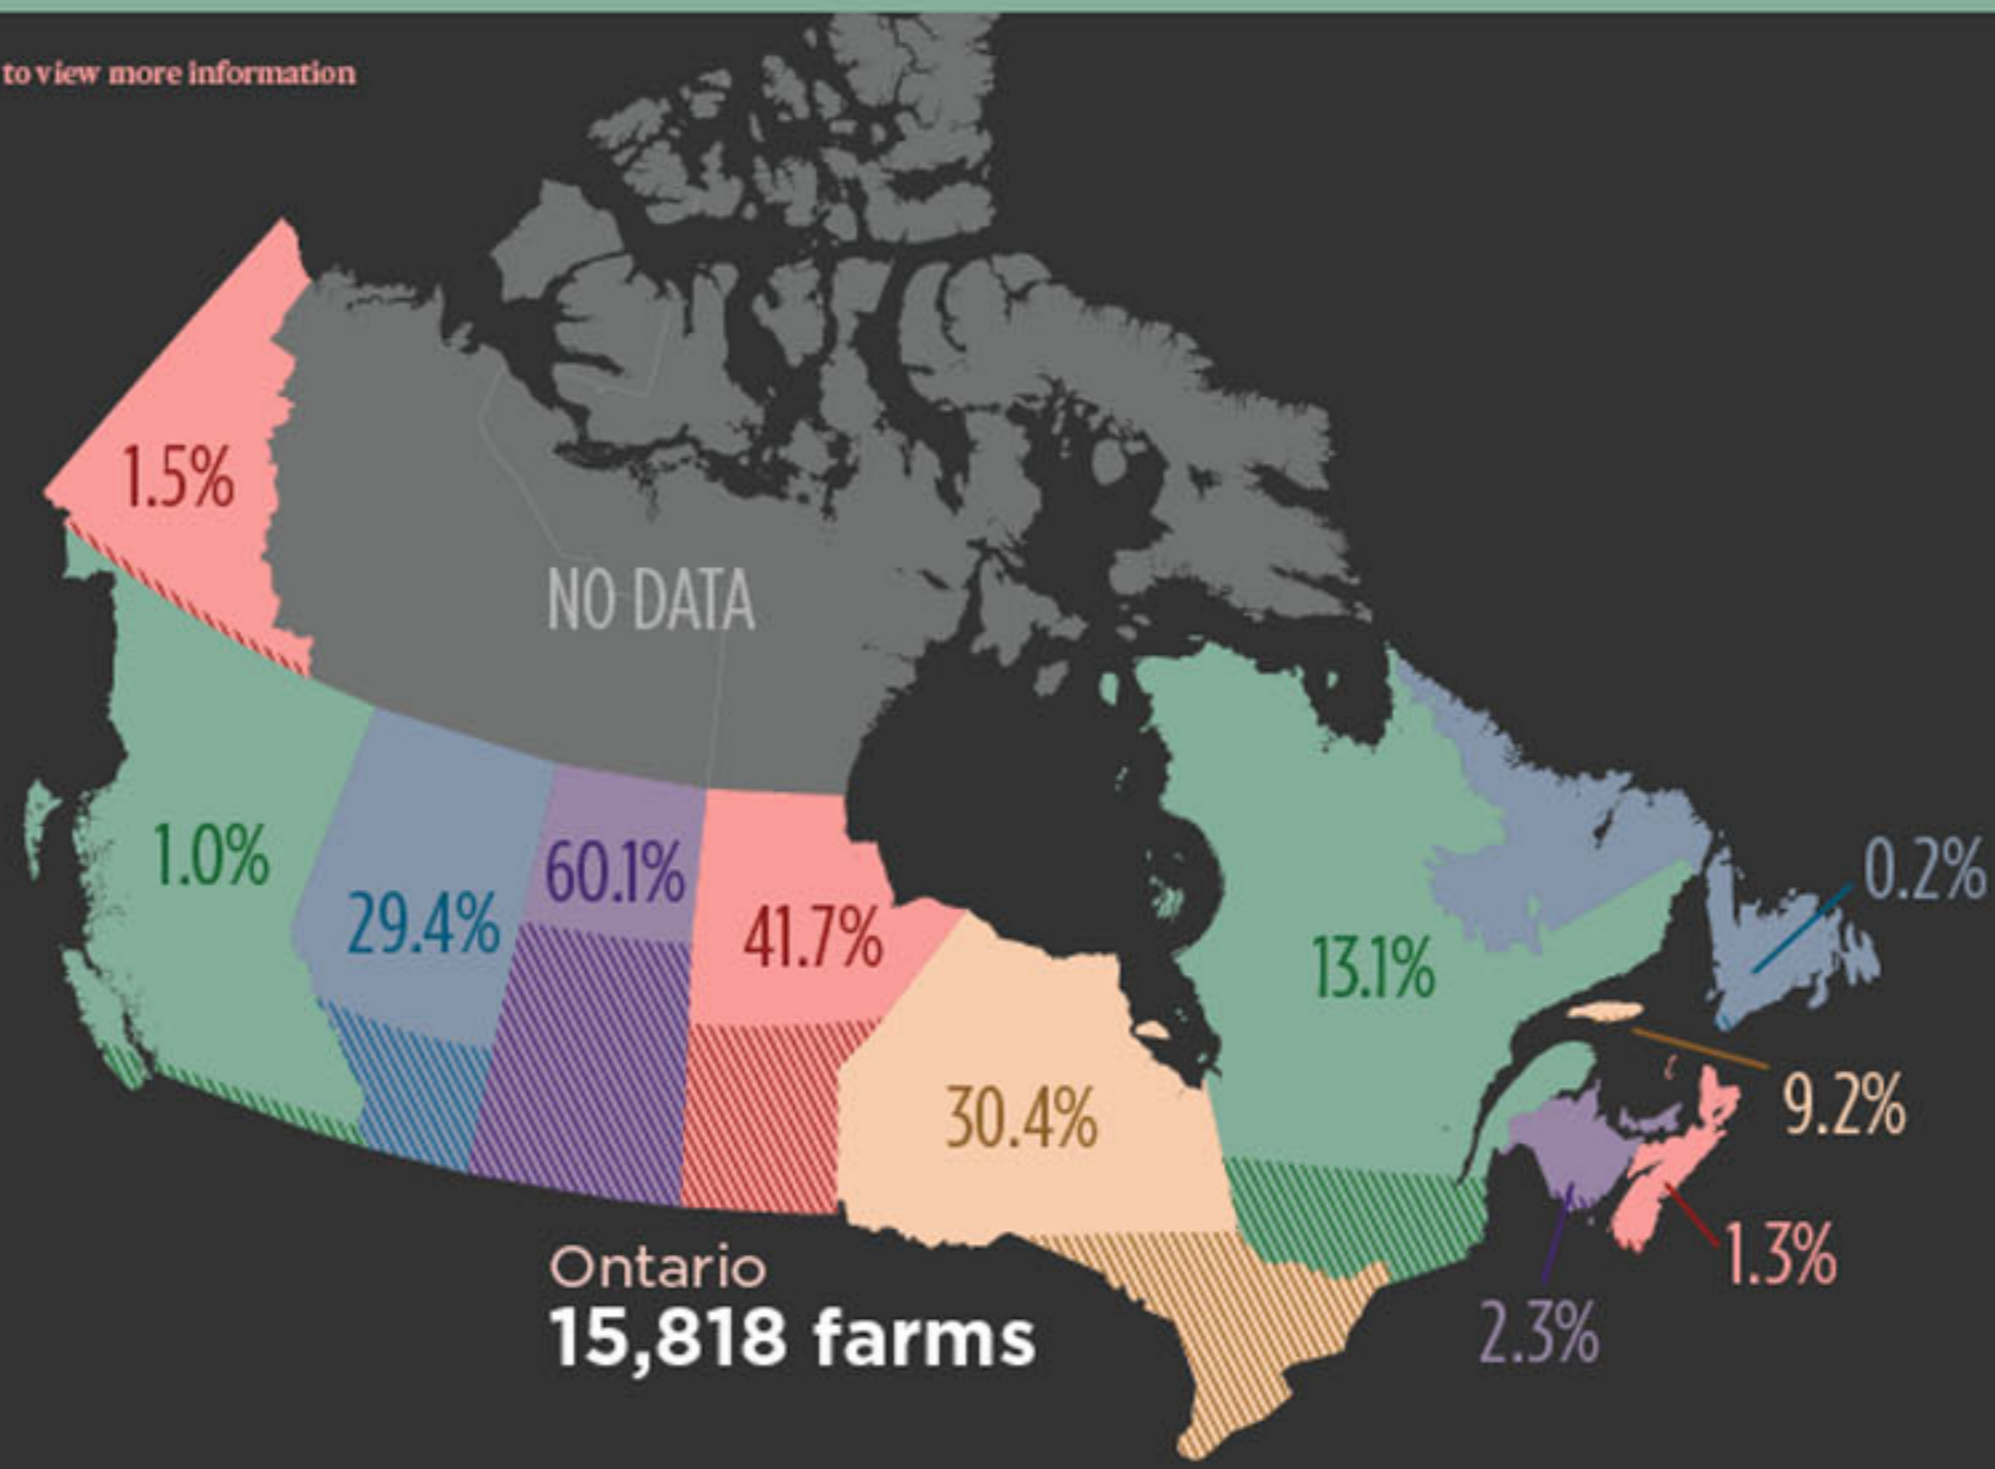 to view more information
1.5%
NO DATA
1.0%
29.4%
60.1%
41.7%
30.4%
13.1%
0.2%
9.2%
1.3%
2.3%
Ontario
15,818 farms